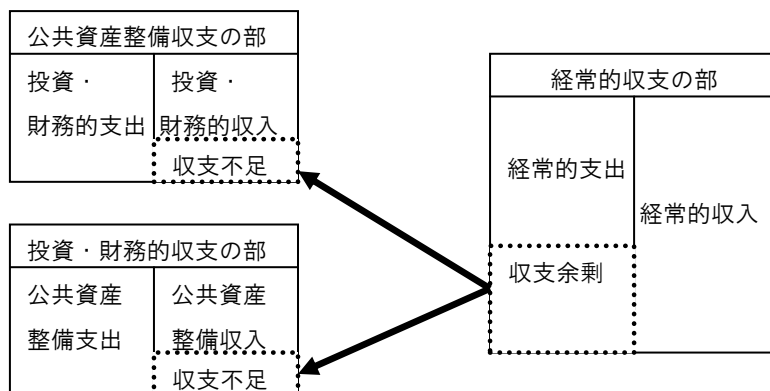 公共資産整備収支の部
投資・
財務的支出
投資・
財務的収入
収支不足
投資・財務的収支の部
公共資産
整備支出
公共資産
整備収入
収支不足
経常的収支の部
経常的支出
収支余剰
経常的収入